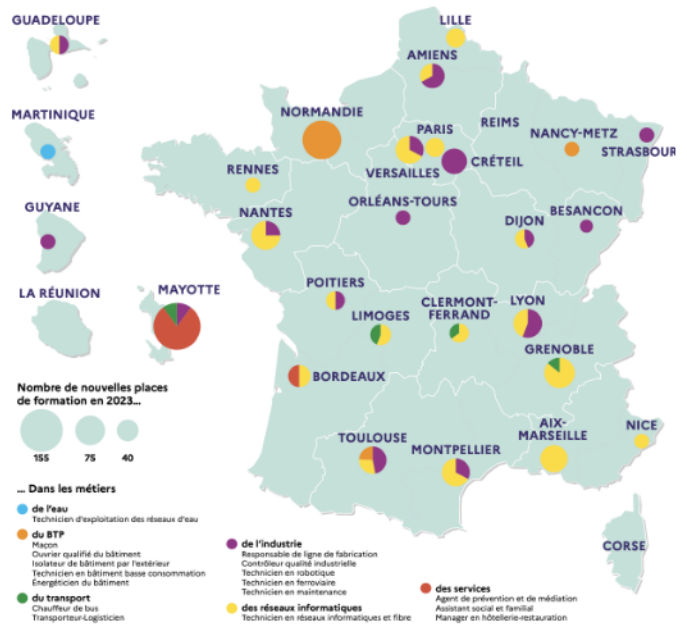 GUADELOUPE
LILLE
AMIENS
MARTINIQUE
NORMANDIE
PARIS
REIMS
NANCY-METZ
STRASBOUR
VERSAILLES
CRÉTEIL
RENNES
ORLÉANS-TOURS
GUYANE
NANTES
DIJON
BESANCON
LA RÉUNION
MAYOTTE
POITIERS
LIMOGES
CLERMONT-
FERRAND
LYON
GRENOBLE
BORDEAUX
Nombre de nouvelles places
de formation en 2023...
155
75
40
TOULOUSE
MONTPELLIER
AIX-
MARSEILLE
NICE
CORSE
... Dans les métiers
de l'eau
Technicien d'exploitation des réseaux d'eau
du BTP
Maçon
Ouvrier qualifié du bâtiment
Isolateur de bâtiment par l'extérieur
Technicien en bâtiment basse consommation
Énergéticien du bâtiment
du transport
Chauffeur de bus
Transporteur-Logisticien
de l'industrie
Responsable de ligne de fabrication
Contrôleur qualité industrielle
Technicien en robotique
Technicien en ferroviaire
Technicien en maintenance
des réseaux informatiques
Technicien en réseaux informatiques et fibre
des services
Agent de prévention et de médiation
Assistant social et familial
Manager en hôtellerie-restauration